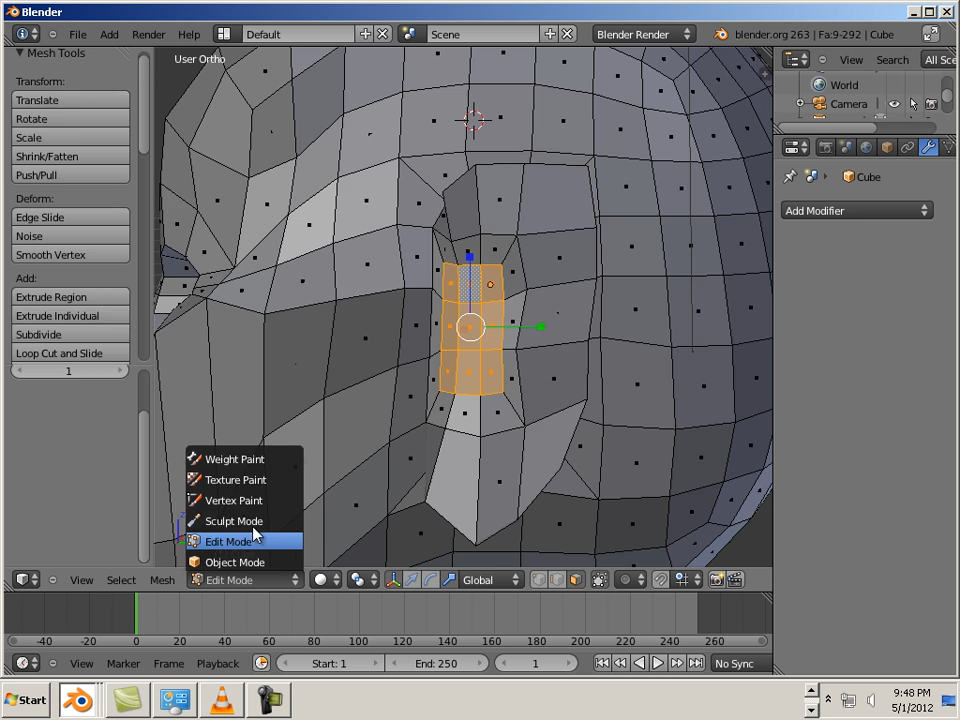 Blender
File Add Render Help Default Scene Blender Render blender.org 263 | Fa:9-292 | Cube
Mesh Tools
Transform:
Translate
Rotate
Scale
Shrink/Fatten
Push/Pull
Deform:
Edge Slide
Noise
Smooth Vertex
Add:
Extrude Region
Extrude Individual
Subdivide
Loop Cut and Slide
1
User Ortho
Weight Paint
Texture Paint
Vertex Paint
Sculpt Mode
Edit Mode
Object Mode
View Search All Sce
World
Camera
Cube
Add Modifier
View Select Mesh Edit Mode Global
-40 -20 0 20 40 60 80 100 120 140 160 180 200 220 240 260
View Marker Frame Playback Start: 1 End: 250 1 No Sync
Start
9:48 PM
5/1/2012